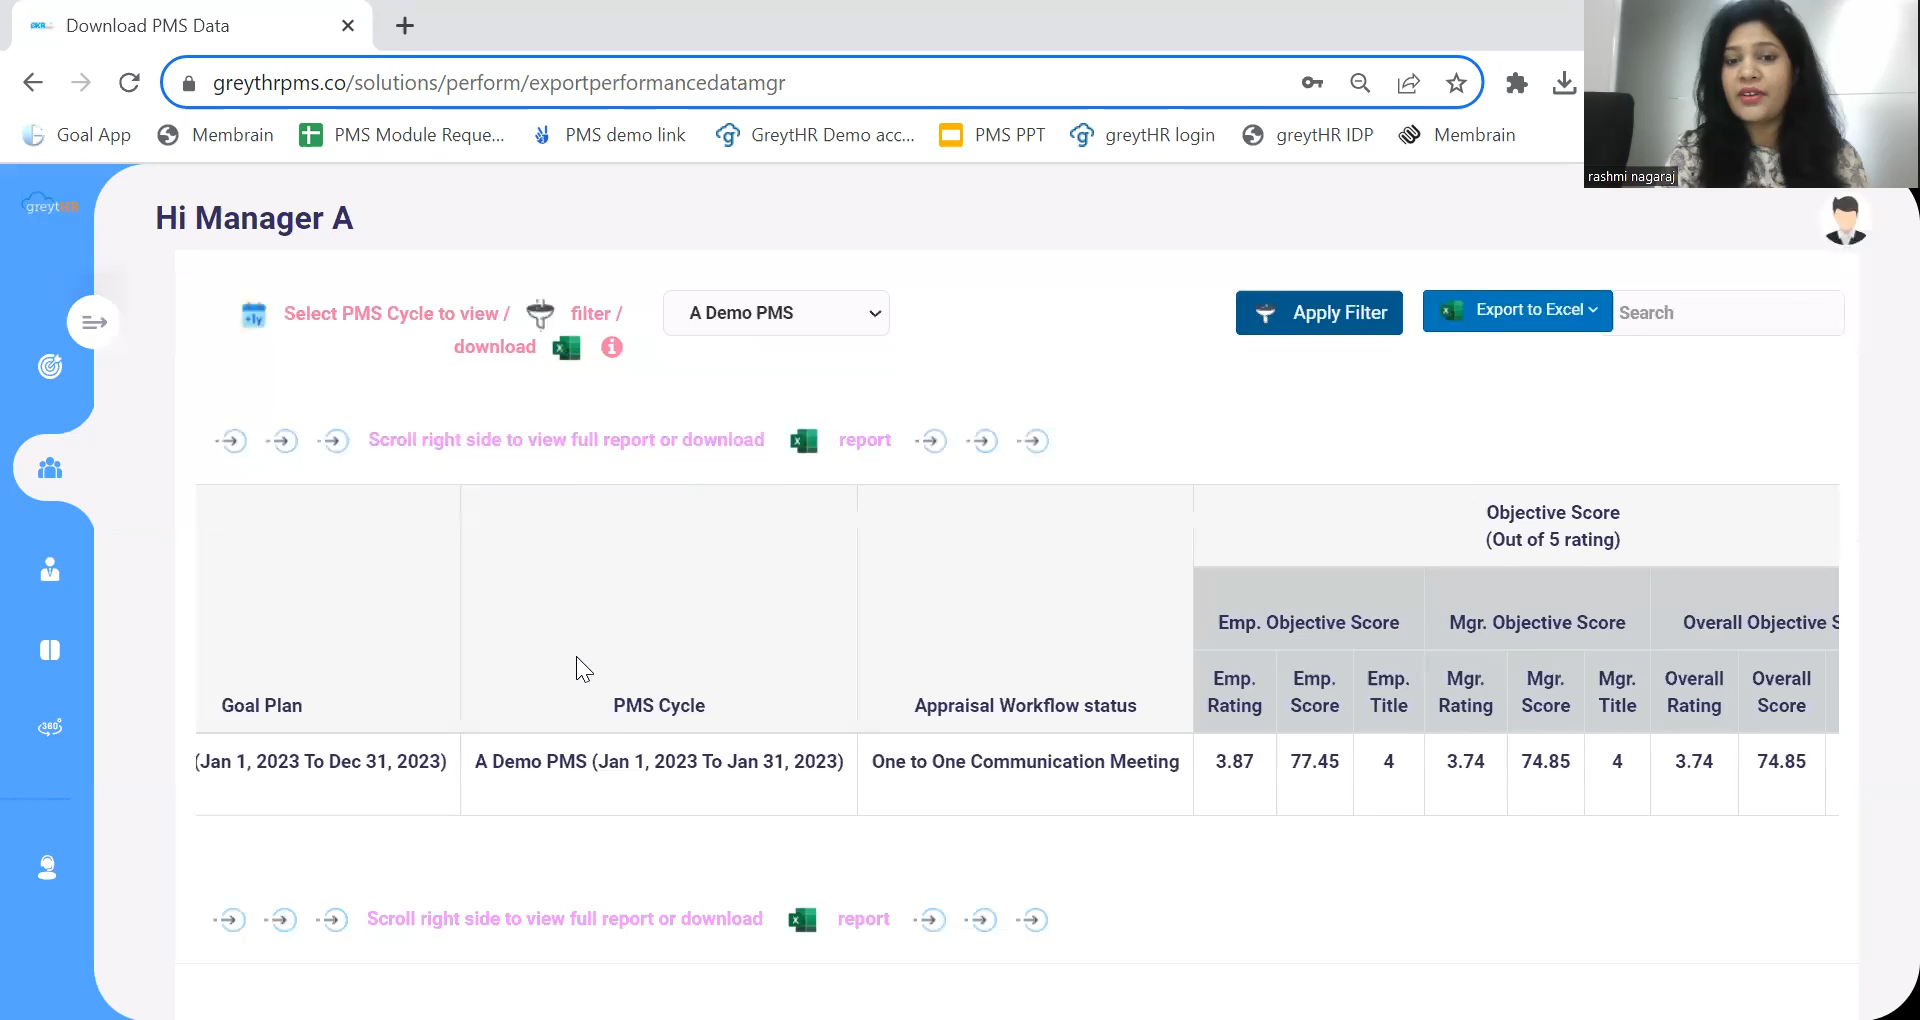 Download PMS Data
greythrpms.co/solutions/perform/exportperformancedatamgr
Goal App
Membrain
PMS Module Reque...
PMS demo link
GreytHR Demo acc...
PMS PPT
greytHR login
greytHR IDP
Membrain
rashmi nagaraj
greytHR
Hi Manager A
Select PMS Cycle to view /
filter /
download
A Demo PMS
Apply Filter
Export to Excel
Search
Scroll right side to view full report or download
report
Objective Score
(Out of 5 rating)
Emp. Objective Score
Mgr. Objective Score
Overall Objective S
Goal Plan
PMS Cycle
Appraisal Workflow status
Emp.
Rating
Emp.
Score
Emp.
Title
Mgr.
Rating
Mgr.
Score
Mgr.
Title
Overall
Rating
Overall
Score
(Jan 1, 2023 To Dec 31, 2023)
A Demo PMS (Jan 1, 2023 To Jan 31, 2023)
One to One Communication Meeting
3.87
77.45
4
3.74
74.85
4
3.74
74.85
Scroll right side to view full report or download
report
360°